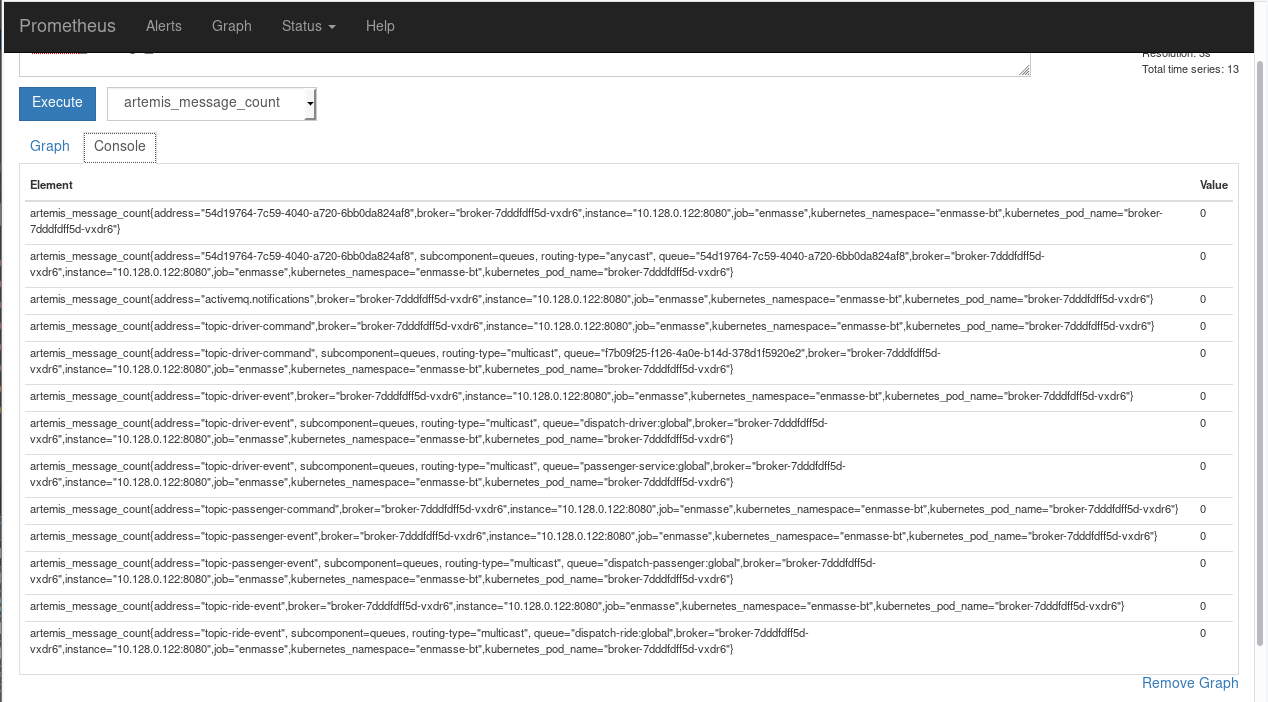 Prometheus Alerts Graph Status Help
Resolution: 3s
Total time series: 13
Execute artemis_message_count
Graph Console
Element Value
artemis_message_count{address="54d19764-7c59-4040-a720-6bb0da824af8",broker="broker-7dddfdff5d-vxdr6",instance="10.128.0.122:8080",job="enmasse",kubernetes_namespace="enmasse-bt",kubernetes_pod_name="broker- 0
7dddfdff5d-vxdr6"}
artemis_message_count{address="54d19764-7c59-4040-a720-6bb0da824af8", subcomponent=queues, routing-type="anycast", queue="54d19764-7c59-4040-a720-6bb0da824af8",broker="broker-7dddfdff5d- 0
vxdr6",instance="10.128.0.122:8080",job="enmasse",kubernetes_namespace="enmasse-bt",kubernetes_pod_name="broker-7dddfdff5d-vxdr6"}
artemis_message_count{address="activemq.notifications",broker="broker-7dddfdff5d-vxdr6",instance="10.128.0.122:8080",job="enmasse",kubernetes_namespace="enmasse-bt",kubernetes_pod_name="broker-7dddfdff5d-vxdr6"} 0
artemis_message_count{address="topic-driver-command",broker="broker-7dddfdff5d-vxdr6",instance="10.128.0.122:8080",job="enmasse",kubernetes_namespace="enmasse-bt",kubernetes_pod_name="broker-7dddfdff5d-vxdr6"} 0
artemis_message_count{address="topic-driver-command", subcomponent=queues, routing-type="multicast", queue="f7b09f25-f126-4a0e-b14d-378d1f5920e2",broker="broker-7dddfdff5d- 0
vxdr6",instance="10.128.0.122:8080",job="enmasse",kubernetes_namespace="enmasse-bt",kubernetes_pod_name="broker-7dddfdff5d-vxdr6"}
artemis_message_count{address="topic-driver-event",broker="broker-7dddfdff5d-vxdr6",instance="10.128.0.122:8080",job="enmasse",kubernetes_namespace="enmasse-bt",kubernetes_pod_name="broker-7dddfdff5d-vxdr6"} 0
artemis_message_count{address="topic-driver-event", subcomponent=queues, routing-type="multicast", queue="dispatch-driver:global",broker="broker-7dddfdff5d- 0
vxdr6",instance="10.128.0.122:8080",job="enmasse",kubernetes_namespace="enmasse-bt",kubernetes_pod_name="broker-7dddfdff5d-vxdr6"}
artemis_message_count{address="topic-driver-event", subcomponent=queues, routing-type="multicast", queue="passenger-service:global",broker="broker-7dddfdff5d- 0
vxdr6",instance="10.128.0.122:8080",job="enmasse",kubernetes_namespace="enmasse-bt",kubernetes_pod_name="broker-7dddfdff5d-vxdr6"}
artemis_message_count{address="topic-passenger-command",broker="broker-7dddfdff5d-vxdr6",instance="10.128.0.122:8080",job="enmasse",kubernetes_namespace="enmasse-bt",kubernetes_pod_name="broker-7dddfdff5d-vxdr6"} 0
artemis_message_count{address="topic-passenger-event",broker="broker-7dddfdff5d-vxdr6",instance="10.128.0.122:8080",job="enmasse",kubernetes_namespace="enmasse-bt",kubernetes_pod_name="broker-7dddfdff5d-vxdr6"} 0
artemis_message_count{address="topic-passenger-event", subcomponent=queues, routing-type="multicast", queue="dispatch-passenger:global",broker="broker-7dddfdff5d- 0
vxdr6",instance="10.128.0.122:8080",job="enmasse",kubernetes_namespace="enmasse-bt",kubernetes_pod_name="broker-7dddfdff5d-vxdr6"}
artemis_message_count{address="topic-ride-event",broker="broker-7dddfdff5d-vxdr6",instance="10.128.0.122:8080",job="enmasse",kubernetes_namespace="enmasse-bt",kubernetes_pod_name="broker-7dddfdff5d-vxdr6"} 0
artemis_message_count{address="topic-ride-event", subcomponent=queues, routing-type="multicast", queue="dispatch-ride:global",broker="broker-7dddfdff5d- 0
vxdr6",instance="10.128.0.122:8080",job="enmasse",kubernetes_namespace="enmasse-bt",kubernetes_pod_name="broker-7dddfdff5d-vxdr6"}
Remove Graph